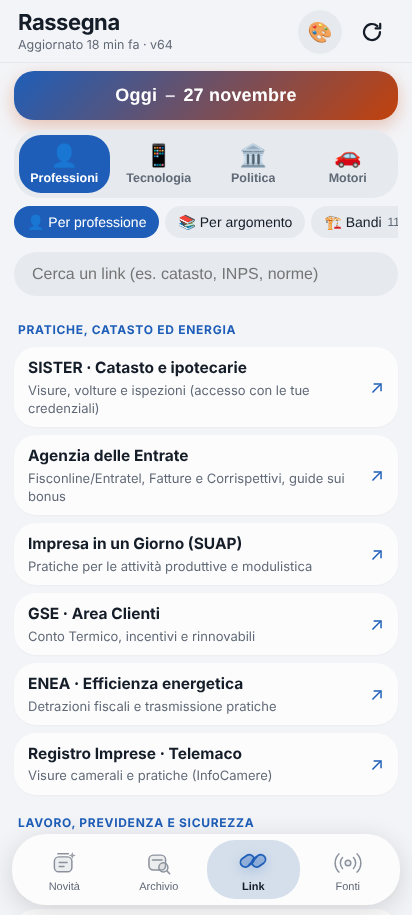 Rassegna
Aggiornato 18 min fa · v64
Oggi – 27 novembre
Professioni
Tecnologia
Politica
Motori
Per professione
Per argomento
Bandi 11
Cerca un link (es. catasto, INPS, norme)
PRATICHE, CATASTO ED ENERGIA
SISTER · Catasto e ipotecarie
Visure, volture e ispezioni (accesso con le tue
credenziali)
Agenzia delle Entrate
Fisconline/Entratel, Fatture e Corrispettivi, guide sui
bonus
Impresa in un Giorno (SUAP)
Pratiche per le attività produttive e modulistica
GSE · Area Clienti
Conto Termico, incentivi e rinnovabili
ENEA · Efficienza energetica
Detrazioni fiscali e trasmissione pratiche
Registro Imprese · Telemaco
Visure camerali e pratiche (InfoCamere)
LAVORO, PREVIDENZA E SICUREZZA
Novità
Archivio
Link
Fonti